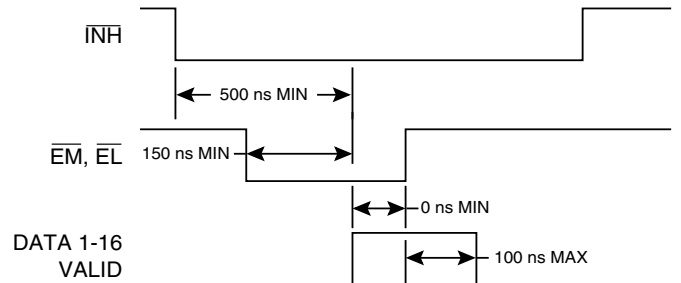 INH
500 ns MIN
EM, EL
150 ns MIN
0 ns MIN
DATA 1-16
VALID
100 ns MAX